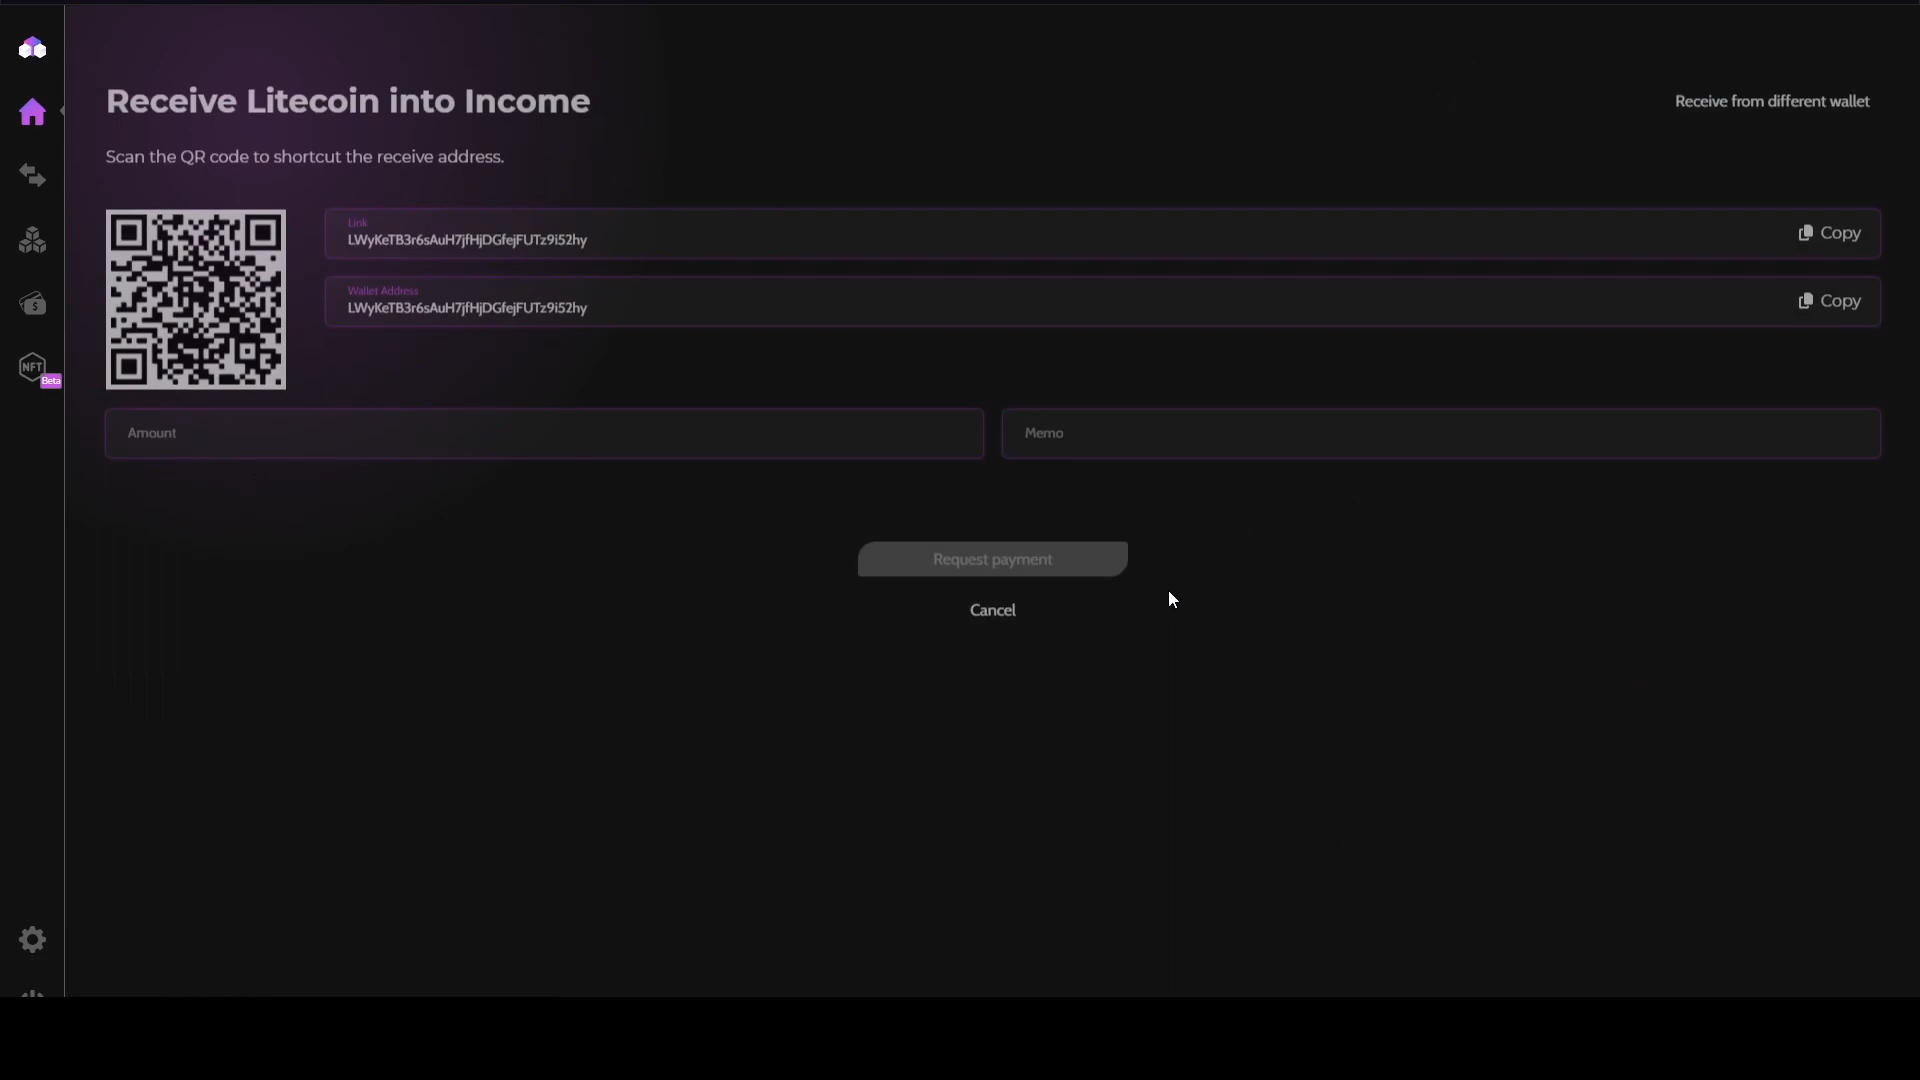 Receive Litecoin into Income
Receive from different wallet
Scan the QR code to shortcut the receive address.
Link
LWyKeTB3r6sAuH7jfHjDGfejFUTz9i52hy
Copy
Wallet Address
LWyKeTB3r6sAuH7jfHjDGfejFUTz9i52hy
Copy
NFT
Beta
Amount
Memo
Request payment
Cancel